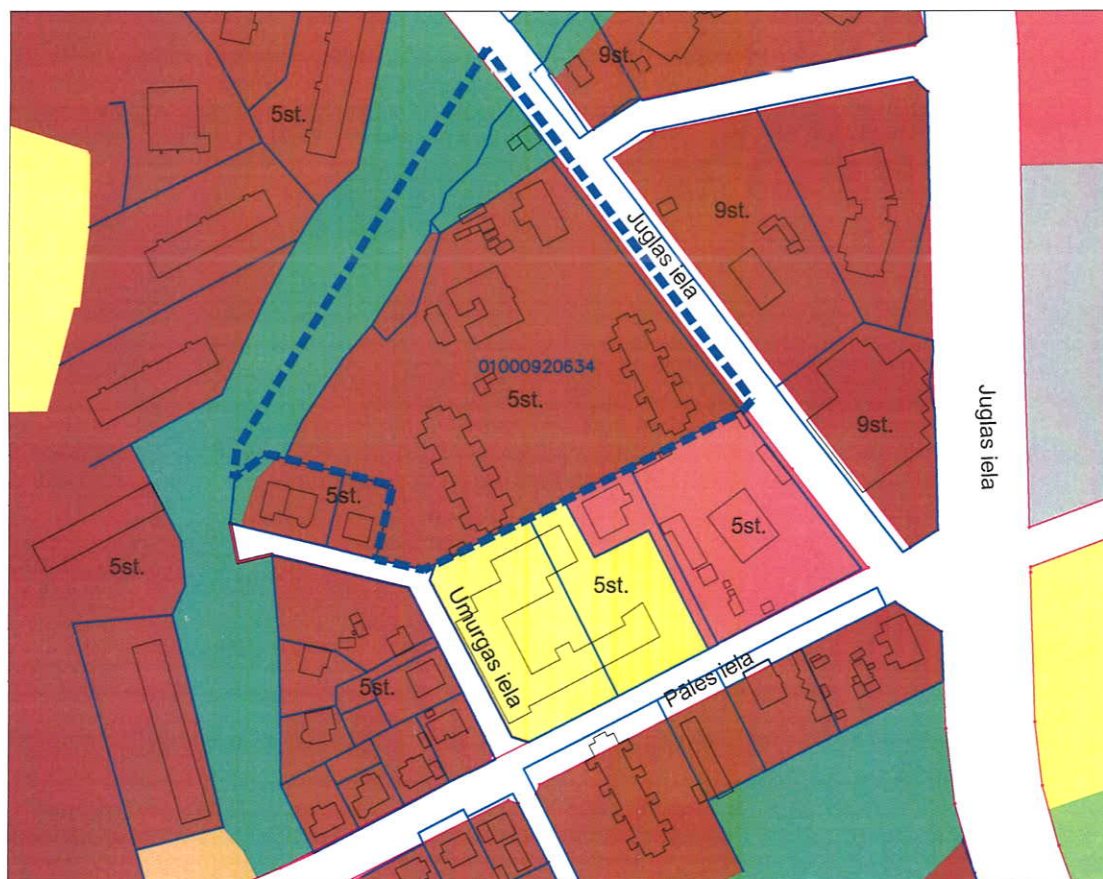 9st.
5st.
9st.
Juglas iela
01000920634
5st.
9st.
Juglas iela
5st.
5st.
5st.
5st.
Umurgas iela
5st.
Pāles iela